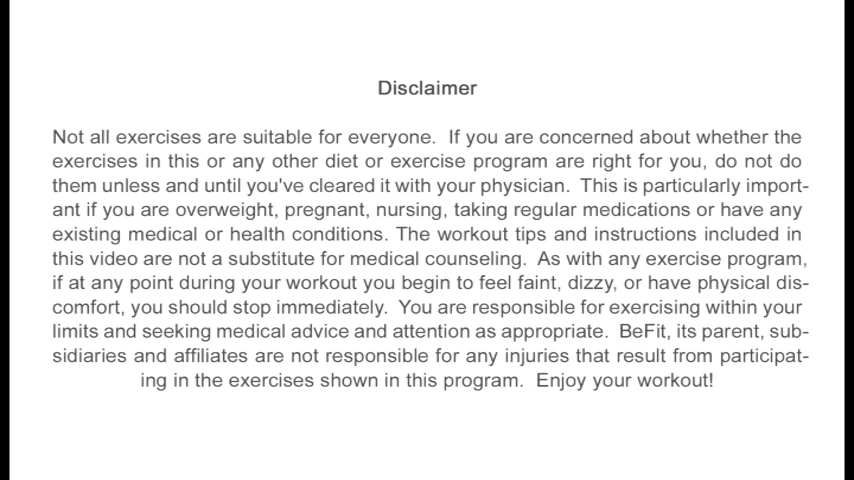 Disclaimer
Not all exercises are suitable for everyone.  If you are concerned about whether the
exercises in this or any other diet or exercise program are right for you, do not do
them unless and until you've cleared it with your physician.  This is particularly import-
ant if you are overweight, pregnant, nursing, taking regular medications or have any
existing medical or health conditions. The workout tips and instructions included in
this video are not a substitute for medical counseling.  As with any exercise program,
if at any point during your workout you begin to feel faint, dizzy, or have physical dis-
comfort, you should stop immediately.  You are responsible for exercising within your
limits and seeking medical advice and attention as appropriate.  BeFit, its parent, sub-
sidiaries and affiliates are not responsible for any injuries that result from participat-
ing in the exercises shown in this program.  Enjoy your workout!